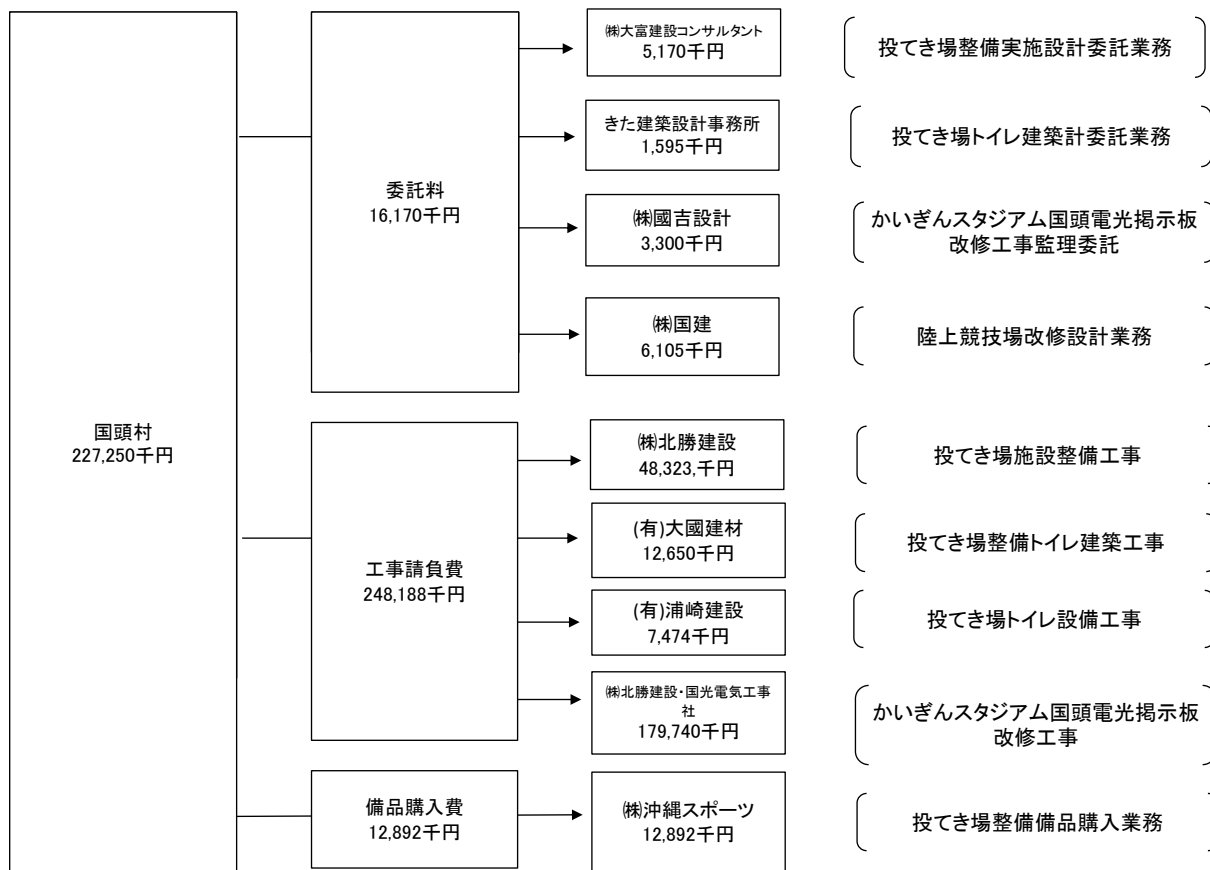 国頭村
227,250千円
委託料
16,170千円
㈱大富建設コンサルタント
5,170千円
投てき場整備実施設計委託業務
きた建築設計事務所
1,595千円
投てき場トイレ建築計委託業務
㈱國吉設計
3,300千円
かいぎんスタジアム国頭電光掲示板
改修工事監理委託
㈱国建
6,105千円
陸上競技場改修設計業務
工事請負費
248,188千円
㈱北勝建設
48,323,千円
投てき場施設整備工事
(有)大國建材
12,650千円
投てき場整備トイレ建築工事
(有)浦崎建設
7,474千円
投てき場トイレ設備工事
㈱北勝建設・国光電気工事
社
179,740千円
かいぎんスタジアム国頭電光掲示板
改修工事
備品購入費
12,892千円
㈱沖縄スポーツ
12,892千円
投てき場整備備品購入業務